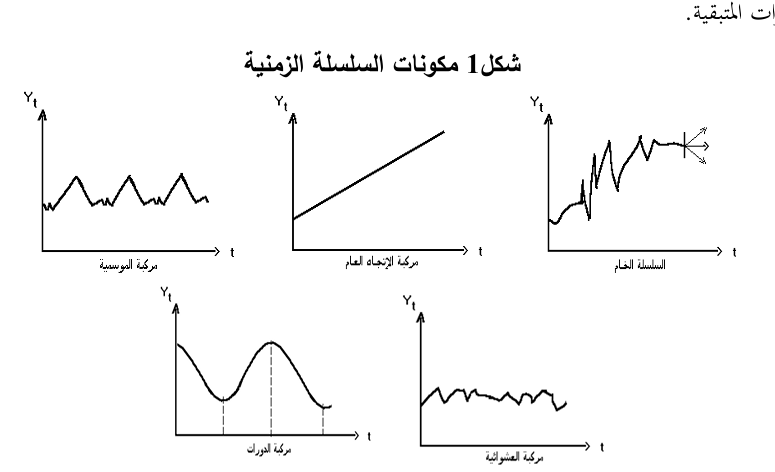 المتبقية.
شكل1 مكونات السلسلة الزمنية
Yt
Yt
Yt
t
t
t
السلسلة الخام
مركبة الإتجاه العام
مركبة الموسمية
Yt
Yt
t
t
مركبة العشوائية
مركبة الدورات